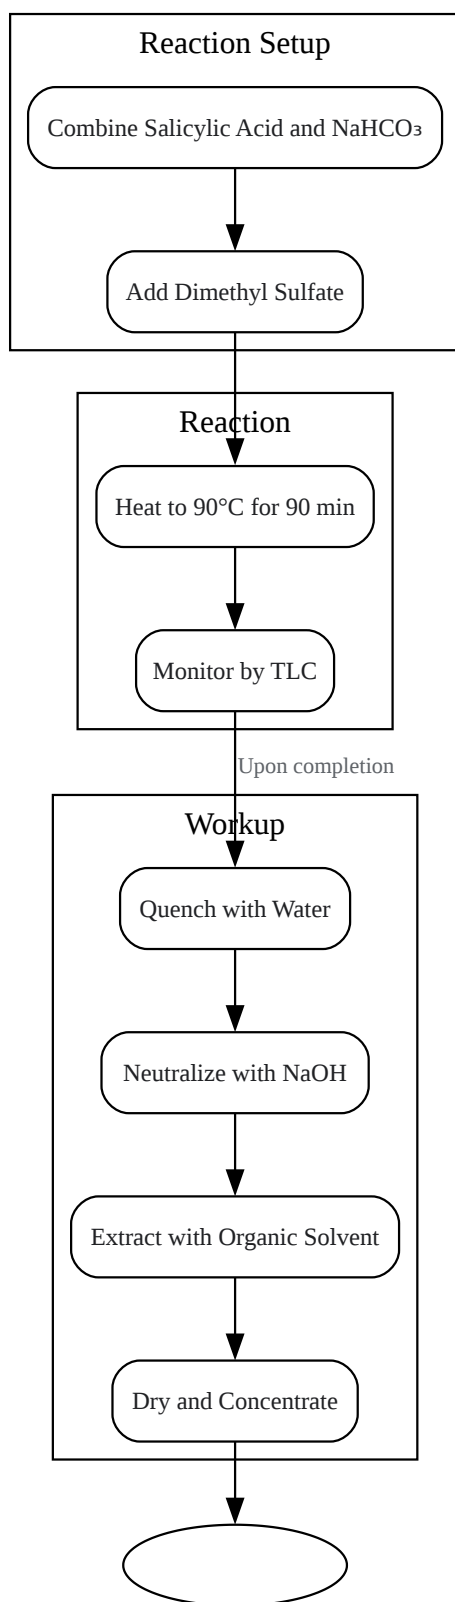 Reaction Setup
Combine Salicylic Acid and NaHCO₃
Add Dimethyl Sulfate
Reaction
Heat to 90°C for 90 min
Monitor by TLC
Upon completion
Workup
Quench with Water
Neutralize with NaOH
Extract with Organic Solvent
Dry and Concentrate